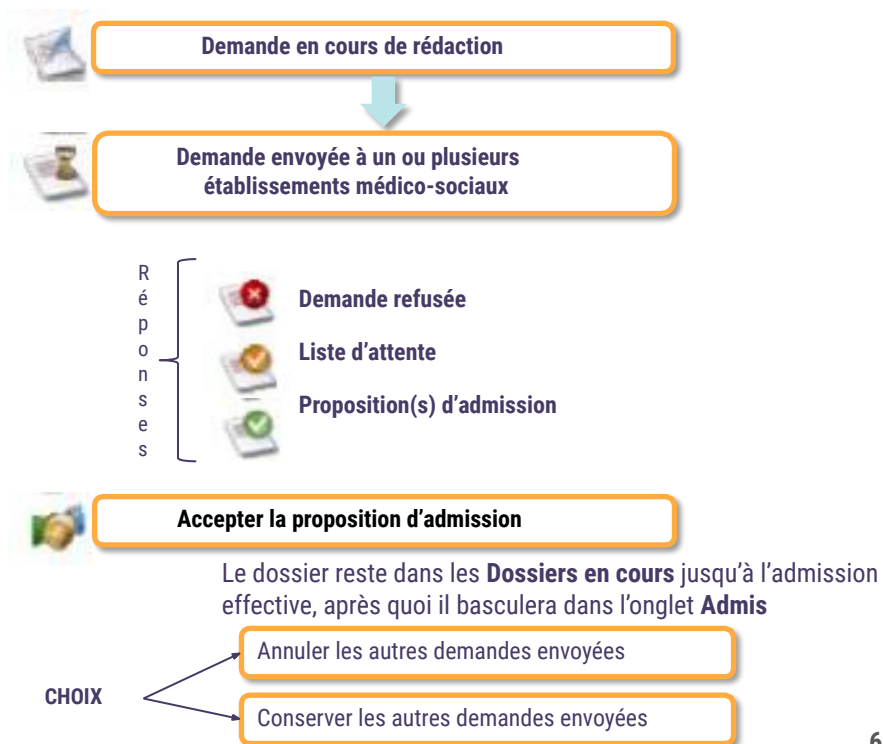 Demande en cours de rédaction
Demande envoyée à un ou plusieurs
établissements médico-sociaux
Réponses
Demande refusée
Liste d'attente
Proposition(s) d'admission
Accepter la proposition d'admission
Le dossier reste dans les Dossiers en cours jusqu'à l'admission
effective, après quoi il basculera dans l'onglet Admis
Annuler les autres demandes envoyées
CHOIX
Conserver les autres demandes envoyées
6